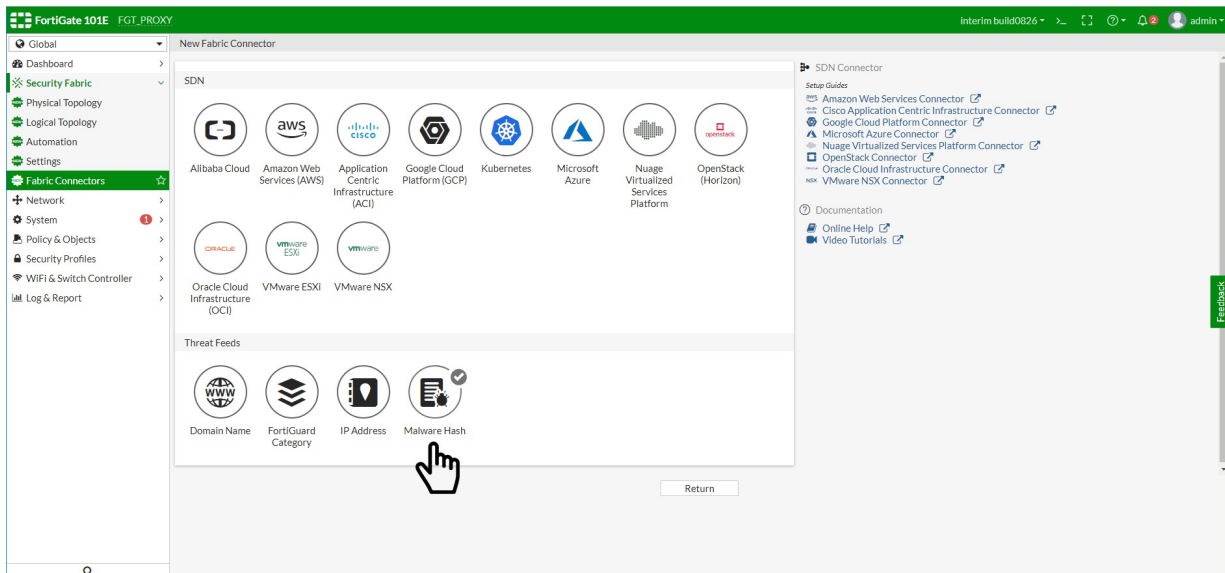 FortiGate 101E FGT_PROXY
interim build0826
2
admin
Global
Dashboard
Security Fabric
Physical Topology
Logical Topology
Automation
Settings
Fabric Connectors
Network
System 1
Policy & Objects
Security Profiles
WiFi & Switch Controller
Log & Report
New Fabric Connector
SDN
aws
CISCO
openstack
Alibaba Cloud
Amazon Web
Services (AWS)
Application
Centric
Infrastructure
(ACI)
Google Cloud
Platform (GCP)
Kubernetes
Microsoft
Azure
Nuage
Virtualized
Services
Platform
OpenStack
(Horizon)
ORACLE
vmware
ESXi
vmware
Oracle Cloud
Infrastructure
(OCI)
VMware ESXi
VMware NSX
Threat Feeds
WWW
Domain Name
FortiGuard
Category
IP Address
Malware Hash
Return
SDN Connector
Setup Guides
aws Amazon Web Services Connector
Cisco Application Centric Infrastructure Connector
Google Cloud Platform Connector
Microsoft Azure Connector
Nuage Virtualized Services Platform Connector
OpenStack Connector
Oracle Cloud Infrastructure Connector
NSX VMware NSX Connector
Documentation
Online Help
Video Tutorials
Feedback